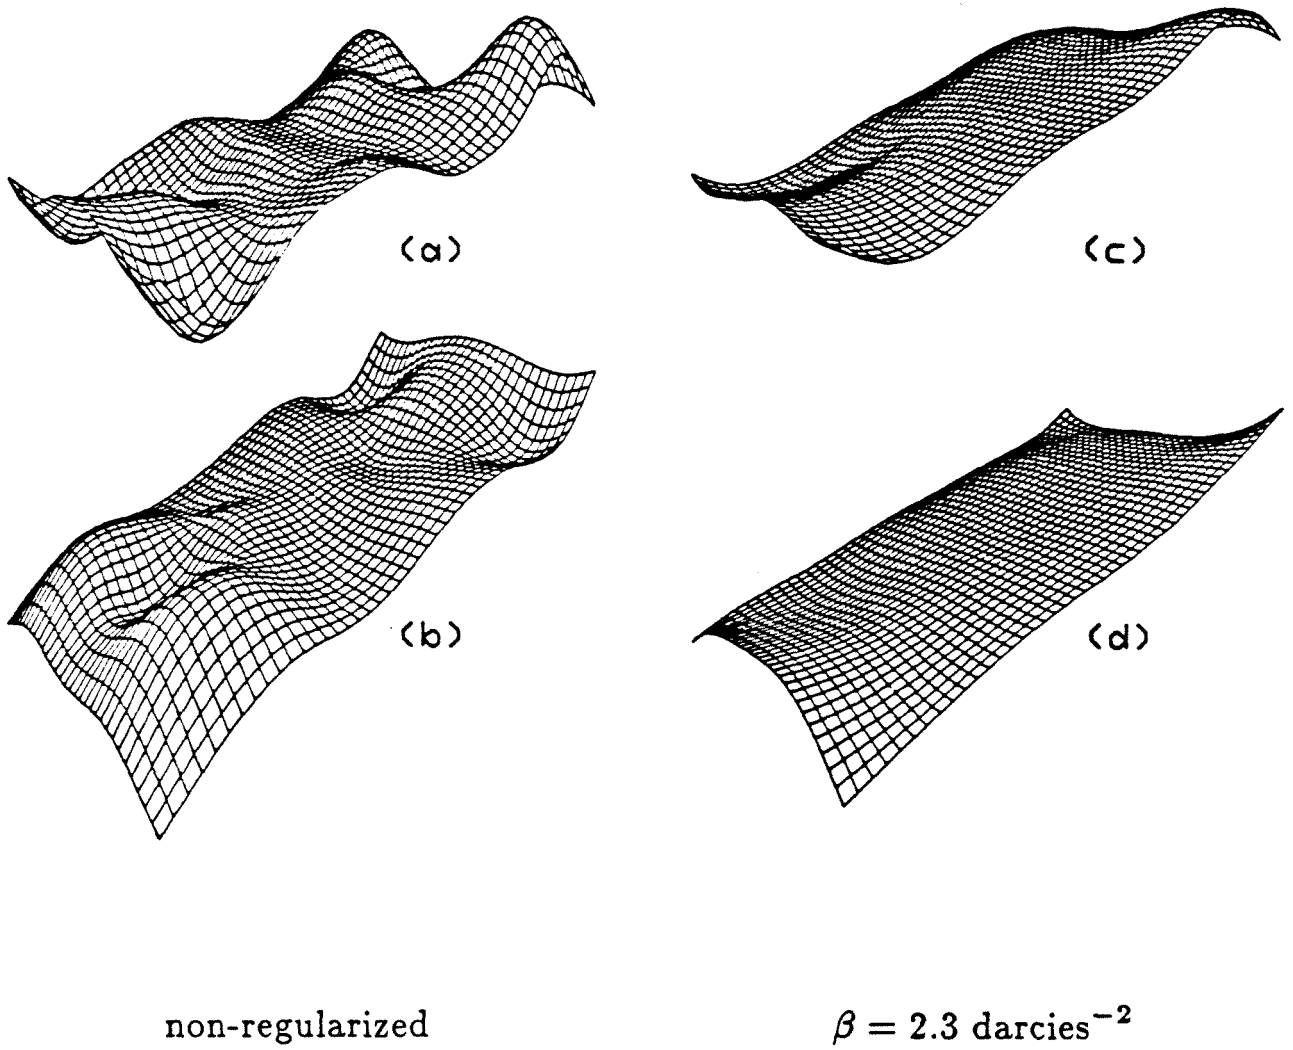 (a)
(c)
(b)
(d)
non-regularized
β = 2.3 darcies⁻²